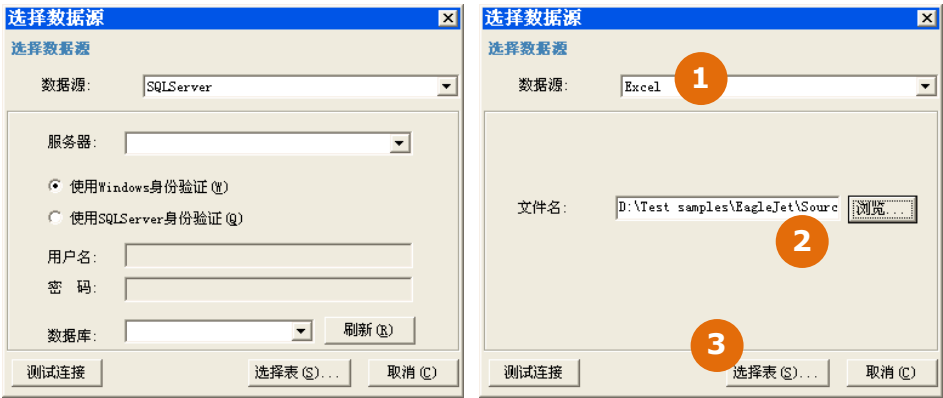 选择数据源
选择数据源
数据源: SQLServer
服务器:
使用Windows身份验证(W)
使用SQLServer身份验证(Q)
用户名:
密 码:
数据库: 刷新(R)
测试连接 选择表(S)... 取消(C)
选择数据源
选择数据源
数据源: Excel 1
文件名: D:\Test samples\EagleJet\Sourc 浏览...
2
3
测试连接 选择表(S)... 取消(C)